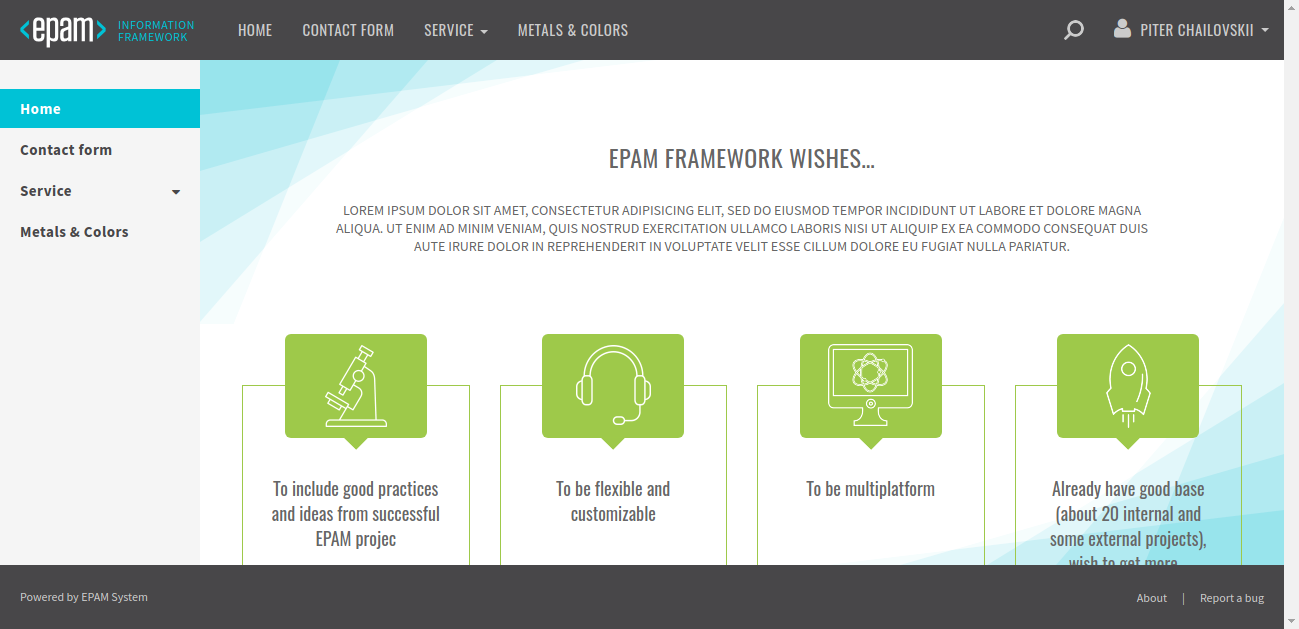 epam INFORMATION
FRAMEWORK
HOME CONTACT FORM SERVICE METALS & COLORS PITER CHAILOVSKII
Home
Contact form
Service
Metals & Colors
EPAM FRAMEWORK WISHES...
LOREM IPSUM DOLOR SIT AMET, CONSECTETUR ADIPISICING ELIT, SED DO EIUSMOD TEMPOR INCIDIDUNT UT LABORE ET DOLORE MAGNA
ALIQUA. UT ENIM AD MINIM VENIAM, QUIS NOSTRUD EXERCITATION ULLAMCO LABORIS NISI UT ALIQUIP EX EA COMMODO CONSEQUAT DUIS
AUTE IRURE DOLOR IN REPREHENDERIT IN VOLUPTATE VELIT ESSE CILLUM DOLORE EU FUGIAT NULLA PARIATUR.
To include good practices
and ideas from successful
EPAM projec
To be flexible and
customizable
To be multiplatform
Already have good base
(about 20 internal and
some external projects),
wish to get more
Powered by EPAM System
About | Report a bug